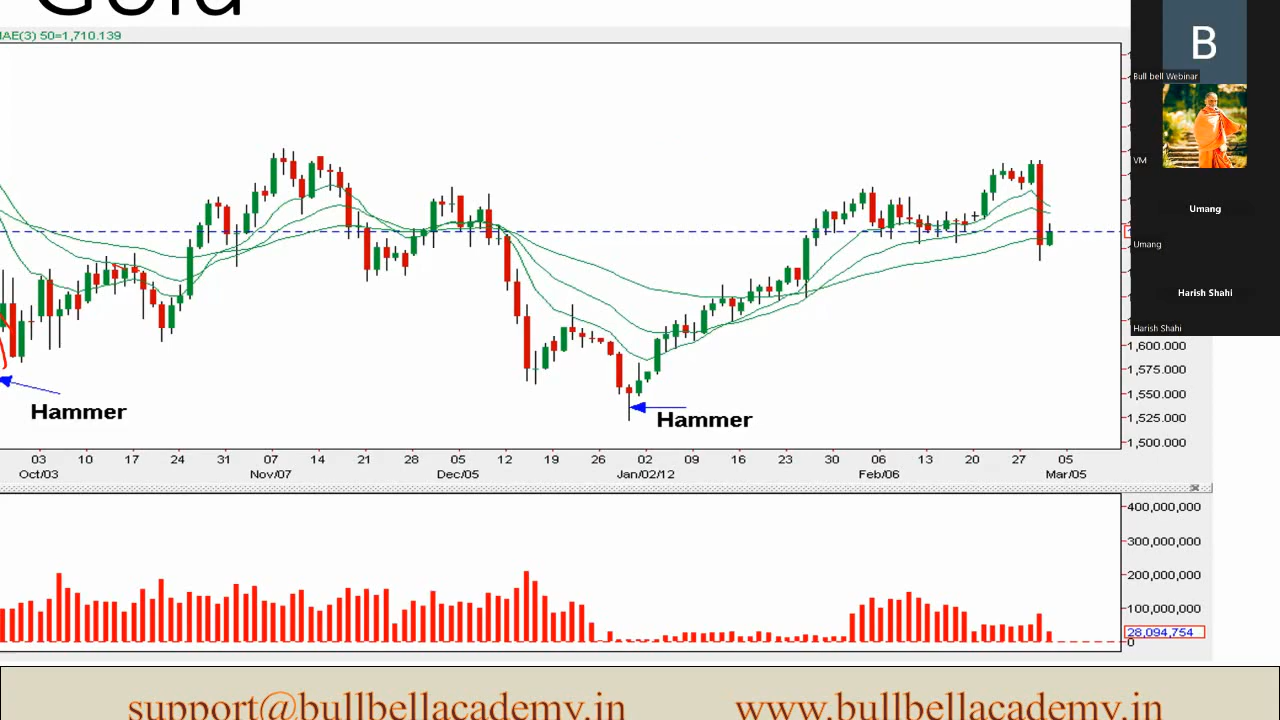 Gold
MAE(3) 50=1,710.139
B
Bull bell Webinar
VM
Umang
Umang
Harish Shahi
Harish Shahi
1,600.000
1,575.000
1,550.000
1,525.000
1,500.000
Hammer
Hammer
03 10 17 24 31 07 14 21 28 05 12 19 26 02 09 16 23 30 06 13 20 27 05
Oct/03 Nov/07 Dec/05 Jan/02/12 Feb/06 Mar/05
400,000,000
300,000,000
200,000,000
100,000,000
28,094,754
0
support@bullbellacademy.in www.bullbellacademy.in